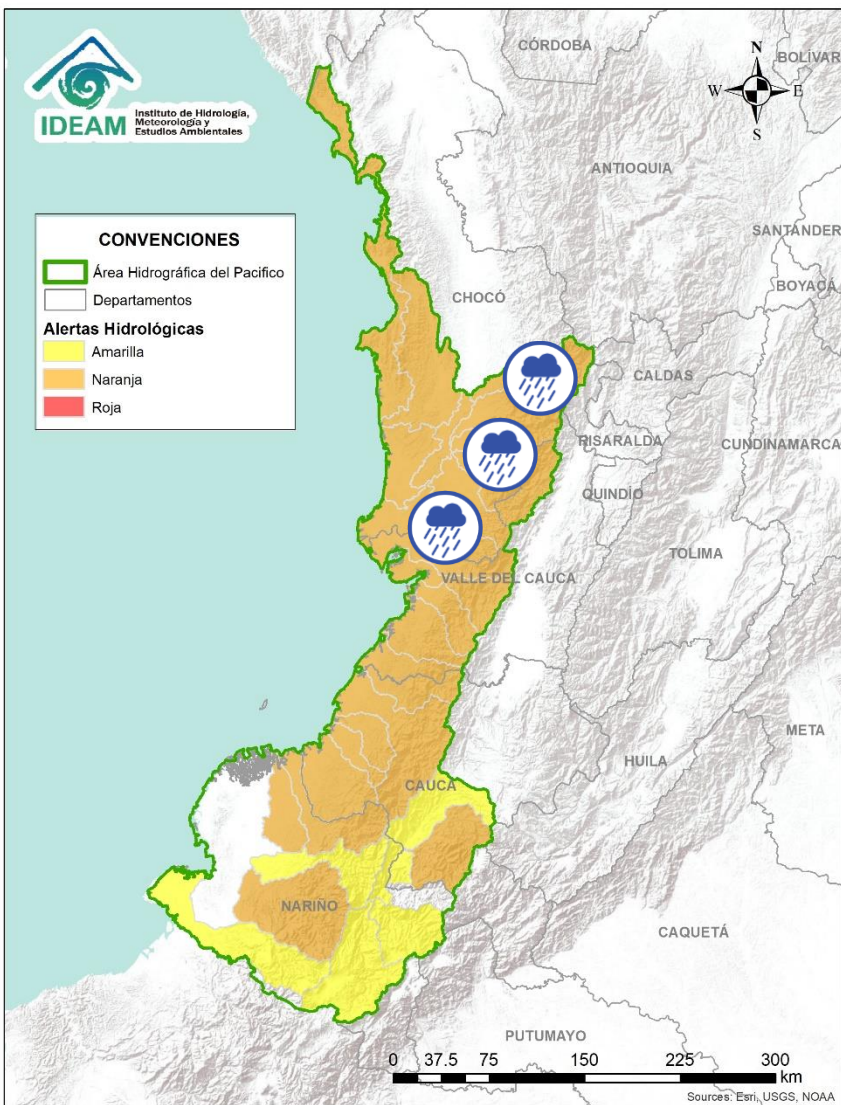 IDEAM
Instituto de Hidrología,
Meteorología y
Estudios Ambientales
CÓRDOBA
BOLÍVAR
N
W
E
S
ANTIOQUIA
SANTANDER
BOYACÁ
CONVENCIONES
Área Hidrográfica del Pacifico
Departamentos
Alertas Hidrológicas
Amarilla
Naranja
Roja
CHOCÓ
CALDAS
RISARALDA
CUNDINAMARCA
QUINDÍO
TOLIMA
VALLE DEL CAUCA
META
HUILA
CAUCA
NARIÑO
CAQUETÁ
PUTUMAYO
0 37.5 75 150 225 300
km
Sources: Esri, USGS, NOAA